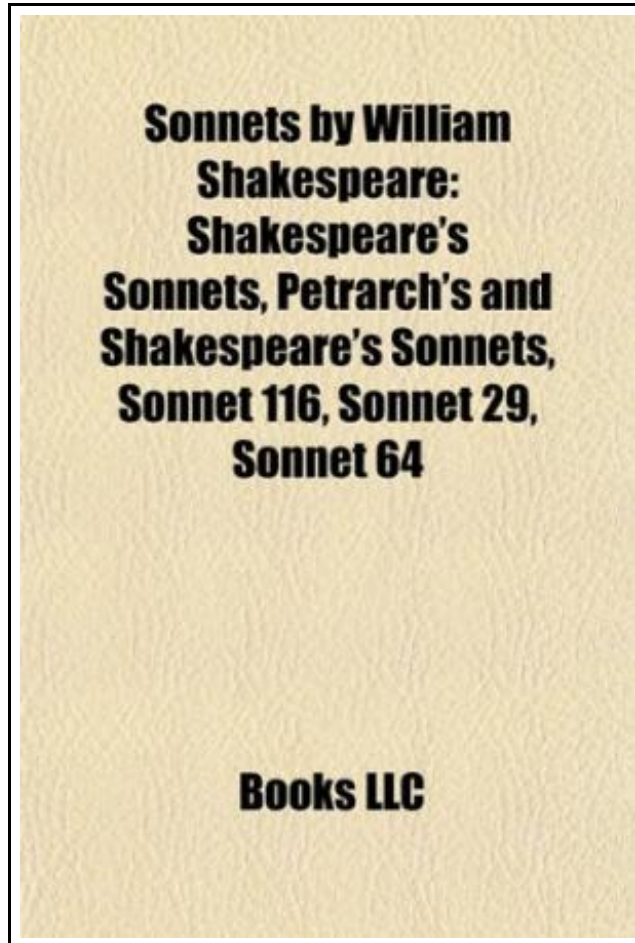 Sonnets by William
Shakespeare:
Shakespeare's
Sonnets, Petrarch's and
Shakespeare's Sonnets,
Sonnet 116, Sonnet 29,
Sonnet 64
Books LLC